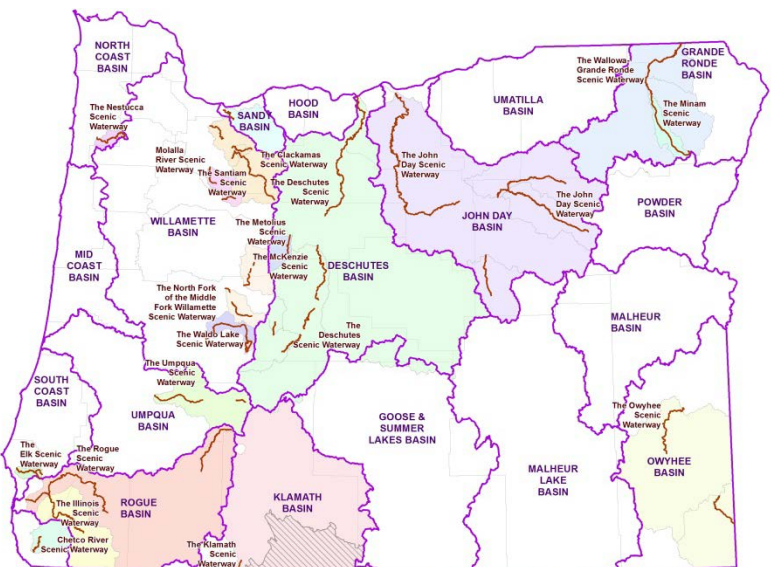 NORTH
COAST
BASIN
GRANDE
RONDE
BASIN
The Wallowa-
Grande Ronde
Scenic Waterway
The Nestucca
Scenic
Waterway
SANDY
BASIN
HOOD
BASIN
UMATILLA
BASIN
The Minam
Scenic
Waterway
Molalla
River Scenic
Waterway
The Clackamas
Scenic Waterway
The Santiam
Scenic
Waterway
The Deschutes
Scenic
Waterway
The John
Day Scenic
Waterway
The John
Day Scenic
Waterway
POWDER
BASIN
WILLAMETTE
BASIN
The Metolius
Scenic
Waterway
JOHN DAY
BASIN
MID
COAST
BASIN
The McKenzie
Scenic
Waterway
DESCHUTES
BASIN
The North Fork
of the Middle
Fork Willamette
Scenic Waterway
The Waldo Lake
Scenic Waterway
The
Deschutes
Scenic Waterway
MALHEUR
BASIN
The Umpqua
Scenic
Waterway
SOUTH
COAST
BASIN
UMPQUA
BASIN
GOOSE &
SUMMER
LAKES BASIN
The Owyhee
Scenic
Waterway
The
Elk Scenic
Waterway
The Rogue
Scenic
Waterway
OWYHEE
BASIN
MALHEUR
LAKE
BASIN
ROGUE
BASIN
KLAMATH
BASIN
The Illinois
Scenic
Waterway
Chetco River
Scenic Waterway
The Klamath
Scenic
Waterway